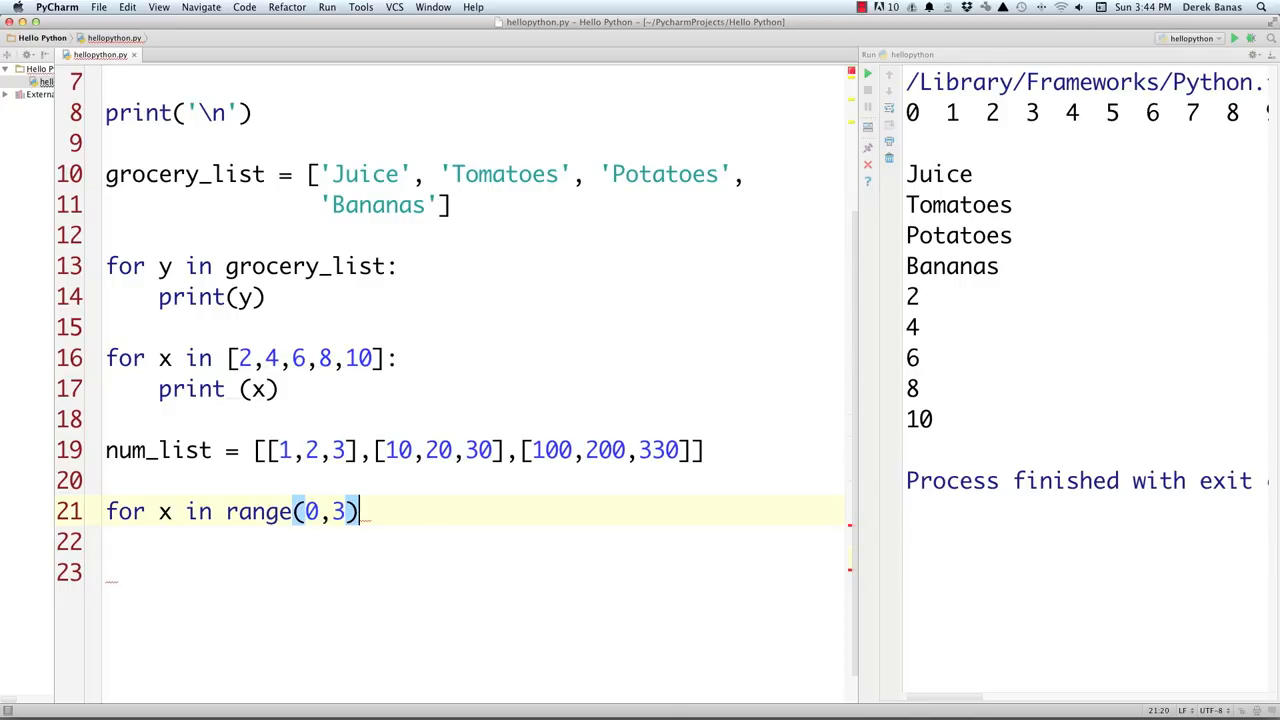 PyCharm File Edit View Navigate Code Refactor Run Tools VCS Window Help 10 Sun 3:44 PM Derek Banas
hellopython.py – Hello Python – [~/PycharmProjects/Hello Python]
Hello Python hellopython.py hellopython
hellopython.py Run hellopython
Hello P
hell
Externa
7
8 print('\n')
9
10 grocery_list = ['Juice', 'Tomatoes', 'Potatoes',
11 'Bananas']
12
13 for y in grocery_list:
14 print(y)
15
16 for x in [2,4,6,8,10]:
17 print (x)
18
19 num_list = [[1,2,3],[10,20,30],[100,200,330]]
20
21 for x in range(0,3)
22
23
/Library/Frameworks/Python.
0 1 2 3 4 5 6 7 8
Juice
Tomatoes
Potatoes
Bananas
2
4
6
8
10
Process finished with exit
21:20 LF UTF-8